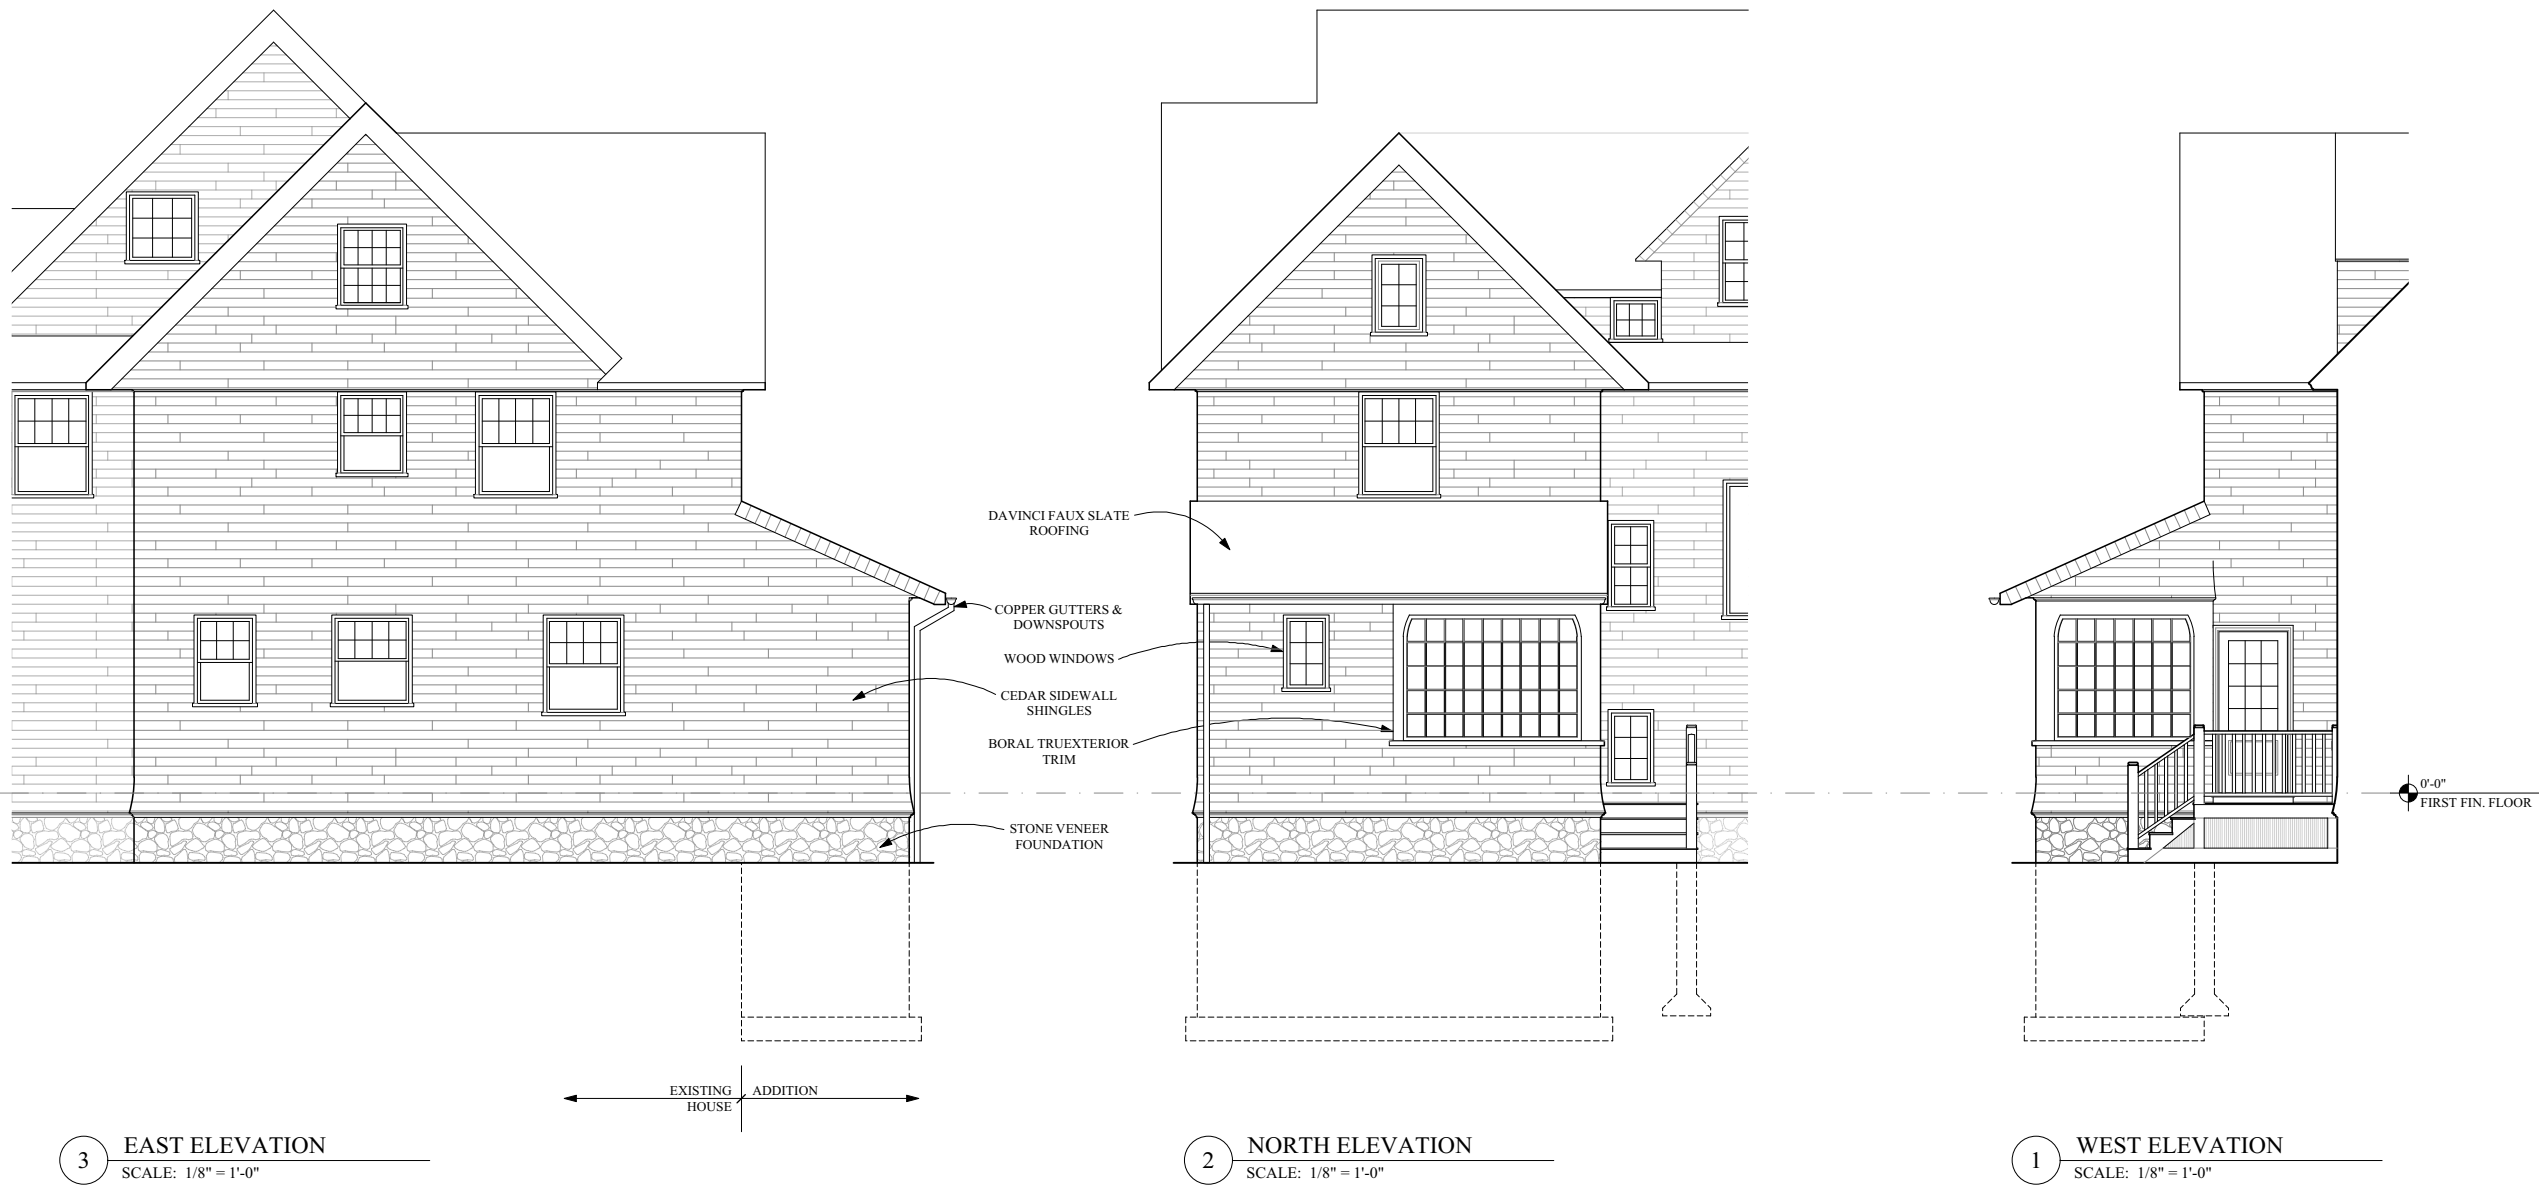 DAVINCI FAUX SLATE
ROOFING
COPPER GUTTERS &
DOWNSPOUTS
WOOD WINDOWS
CEDAR SIDEWALL
SHINGLES
BORAL TRUEXTERIOR
TRIM
STONE VENEER
FOUNDATION
0'-0"
FIRST FIN. FLOOR
EXISTING
HOUSE
ADDITION
3
EAST ELEVATION
SCALE: 1/8" = 1'-0"
2
NORTH ELEVATION
SCALE: 1/8" = 1'-0"
1
WEST ELEVATION
SCALE: 1/8" = 1'-0"